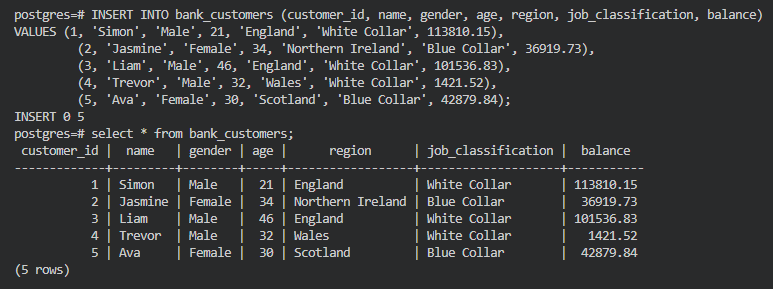 postgres=# INSERT INTO bank_customers (customer_id, name, gender, age, region, job_classification, balance)
VALUES (1, 'Simon', 'Male', 21, 'England', 'White Collar', 113810.15),
       (2, 'Jasmine', 'Female', 34, 'Northern Ireland', 'Blue Collar', 36919.73),
       (3, 'Liam', 'Male', 46, 'England', 'White Collar', 101536.83),
       (4, 'Trevor', 'Male', 32, 'Wales', 'White Collar', 1421.52),
       (5, 'Ava', 'Female', 30, 'Scotland', 'Blue Collar', 42879.84);
INSERT 0 5
postgres=# select * from bank_customers;
 customer_id |  name   | gender | age |      region      | job_classification |  balance
-------------+---------+--------+-----+------------------+--------------------+-----------
           1 | Simon   | Male   |  21 | England          | White Collar       | 113810.15
           2 | Jasmine | Female |  34 | Northern Ireland | Blue Collar        |  36919.73
           3 | Liam    | Male   |  46 | England          | White Collar       | 101536.83
           4 | Trevor  | Male   |  32 | Wales            | White Collar       |   1421.52
           5 | Ava     | Female |  30 | Scotland         | Blue Collar        |  42879.84
(5 rows)